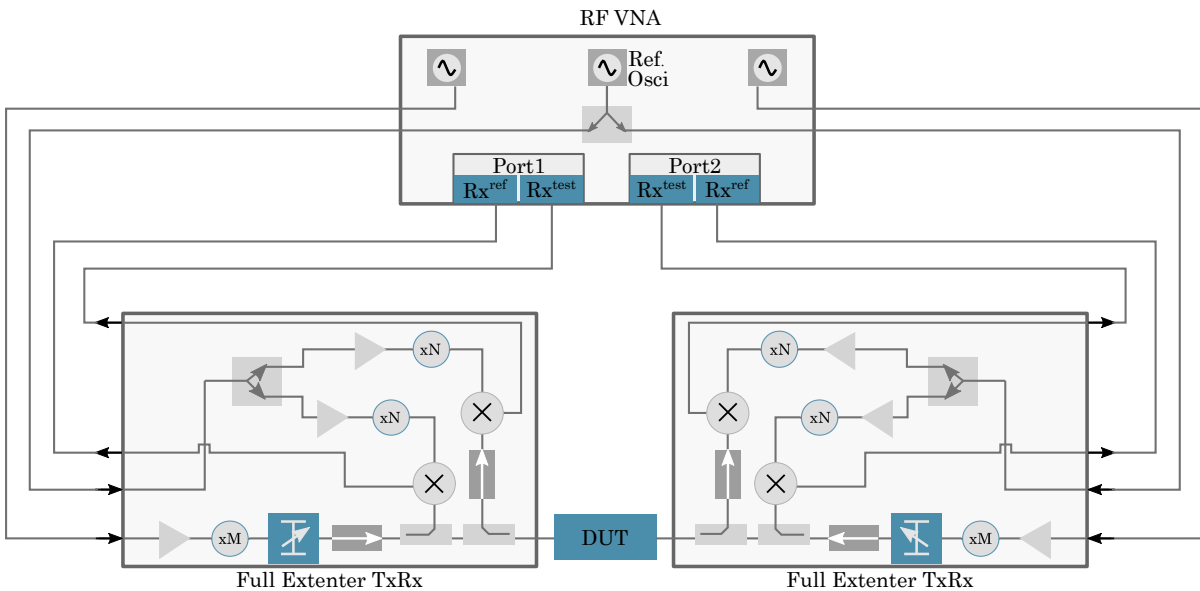 RF VNA
Ref.
Osci
Port1
Port2
Rx^ref Rx^test
Rx^test Rx^ref
xN
xN
xN
xN
xM
DUT
xM
Full Extenter TxRx
Full Extenter TxRx